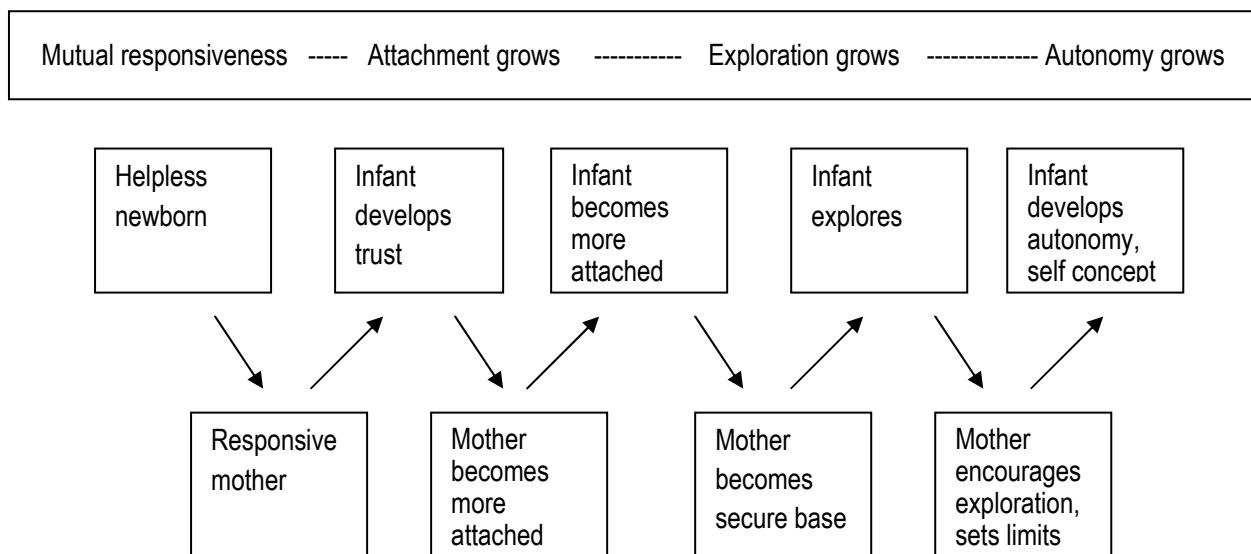 Mutual responsiveness ----- Attachment grows ----------- Exploration grows -------------- Autonomy grows
Helpless
newborn
Infant
develops
trust
Infant
becomes
more
attached
Infant
explores
Infant
develops
autonomy,
self concept
Responsive
mother
Mother
becomes
more
attached
Mother
becomes
secure base
Mother
encourages
exploration,
sets limits